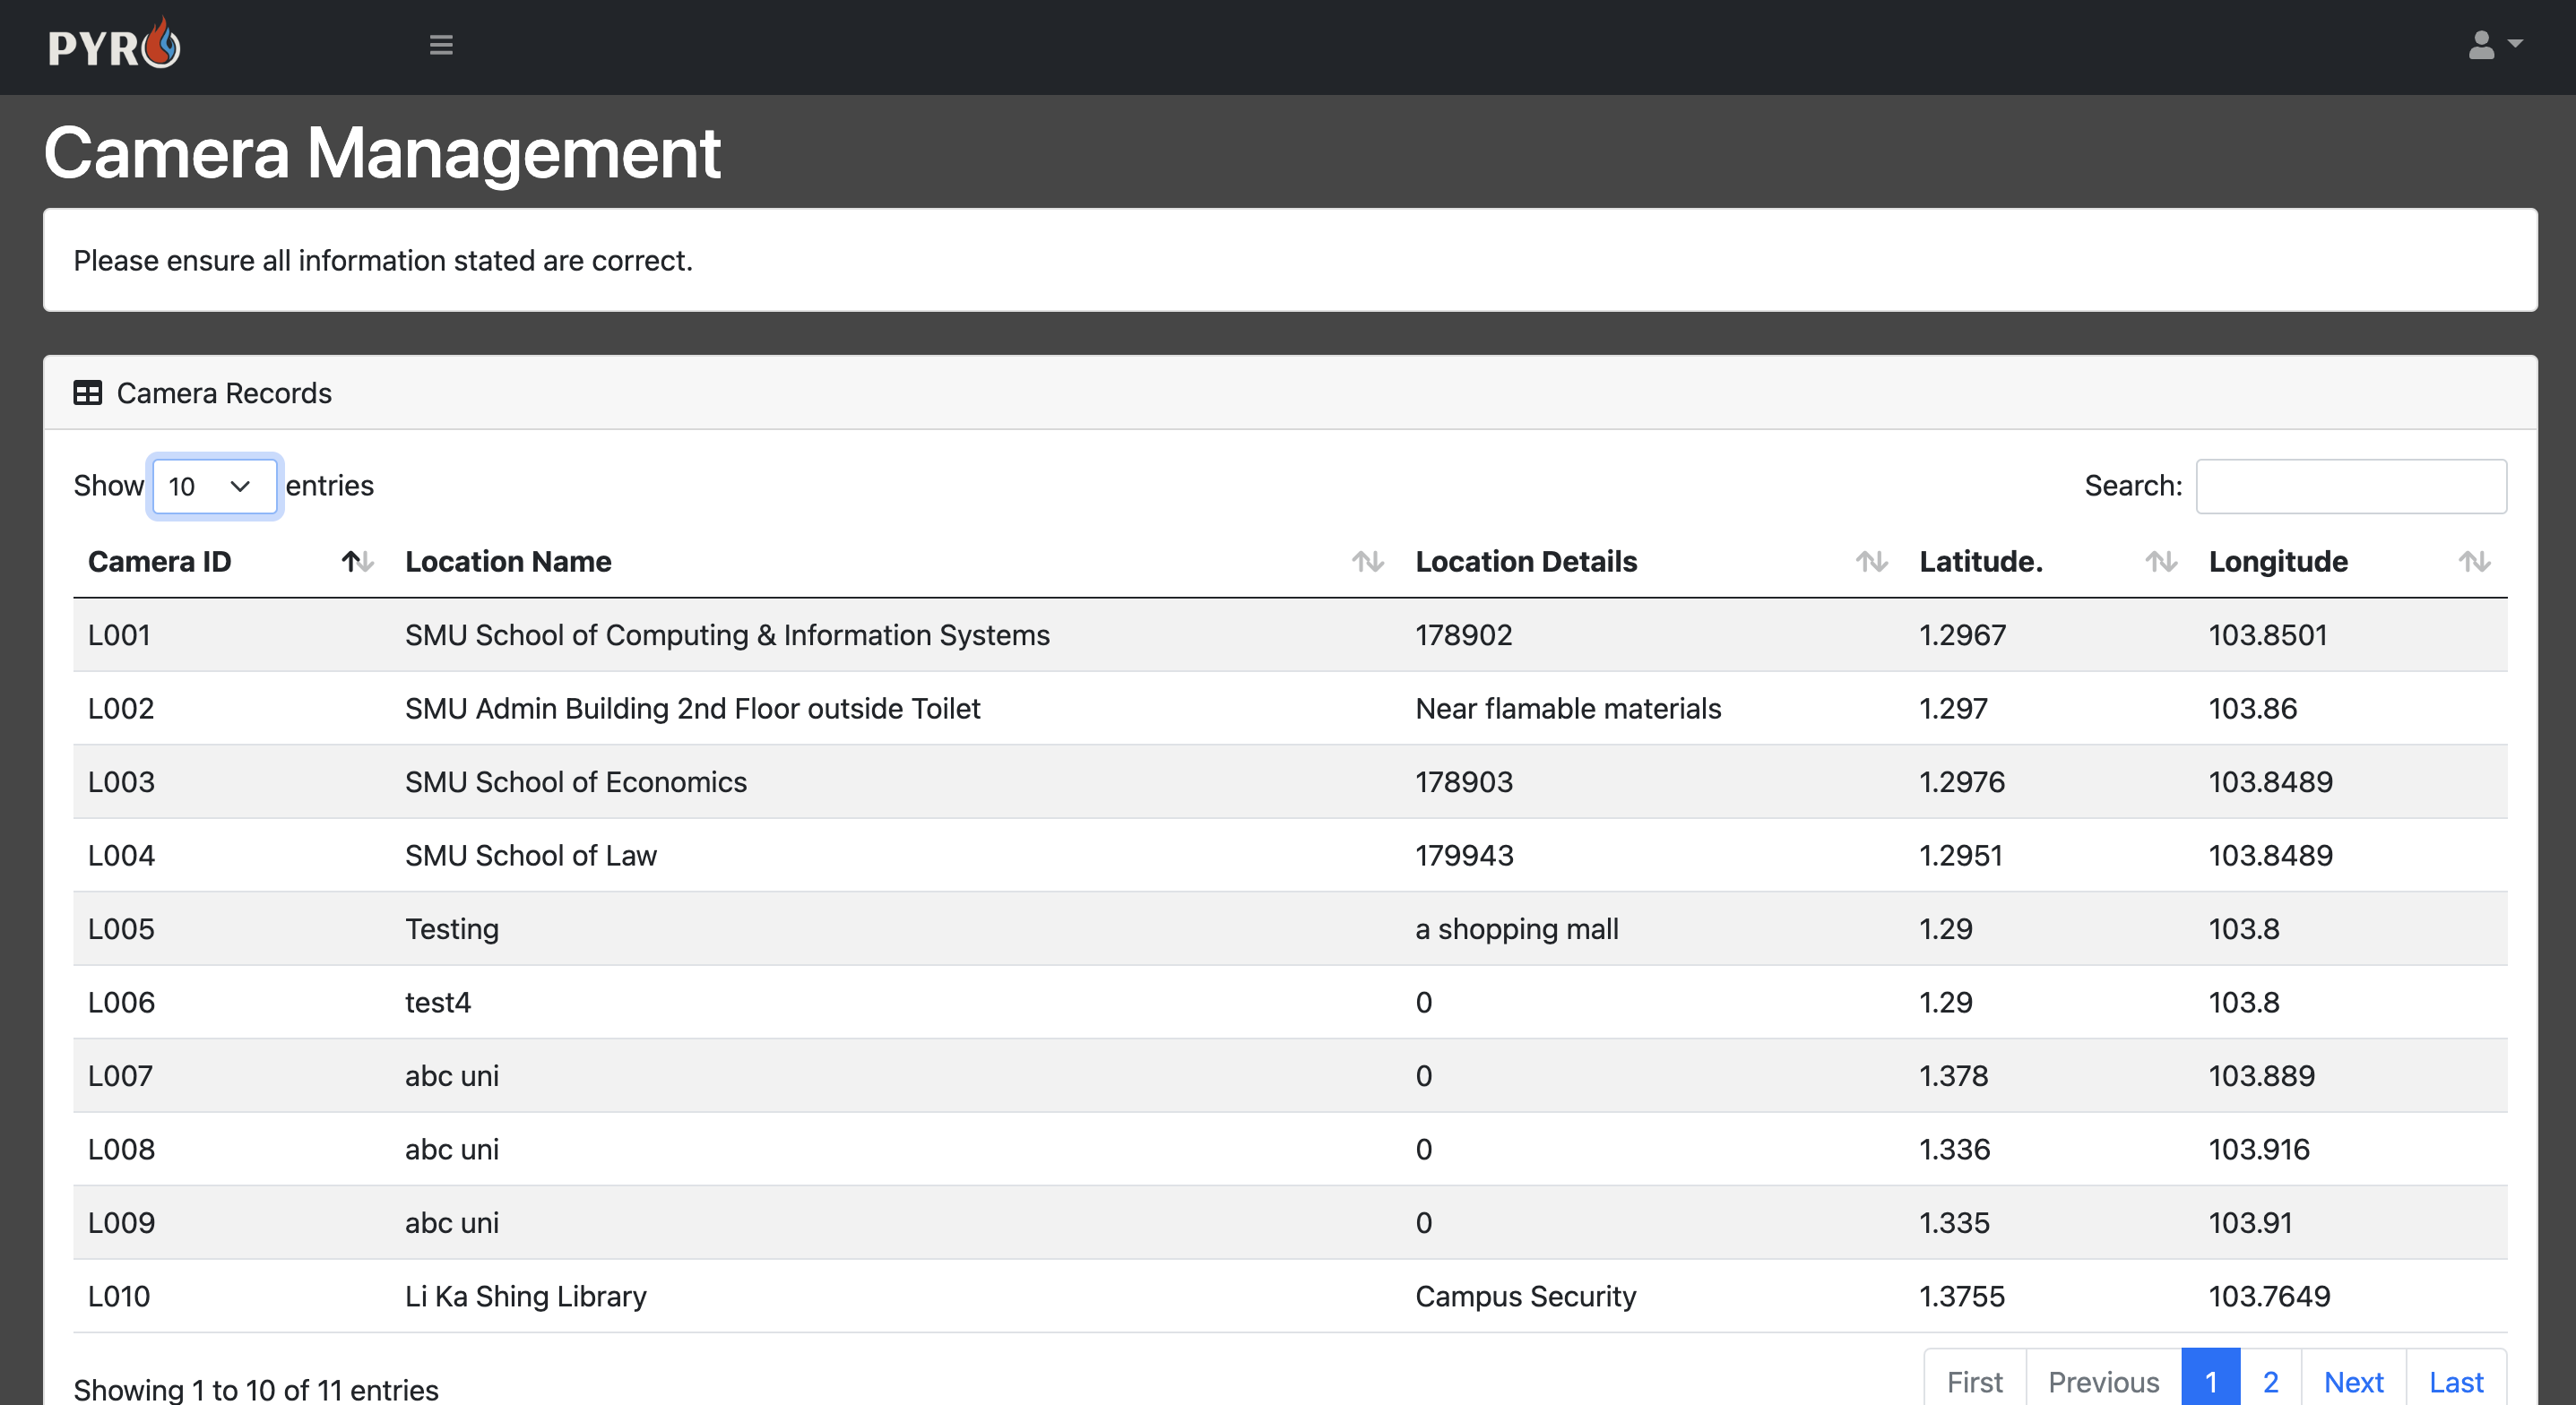 PYRO
Camera Management
Please ensure all information stated are correct.
Camera Records
Show 10 entries Search:
Camera ID Location Name Location Details Latitude. Longitude
L001 SMU School of Computing & Information Systems 178902 1.2967 103.8501
L002 SMU Admin Building 2nd Floor outside Toilet Near flamable materials 1.297 103.86
L003 SMU School of Economics 178903 1.2976 103.8489
L004 SMU School of Law 179943 1.2951 103.8489
L005 Testing a shopping mall 1.29 103.8
L006 test4 0 1.29 103.8
L007 abc uni 0 1.378 103.889
L008 abc uni 0 1.336 103.916
L009 abc uni 0 1.335 103.91
L010 Li Ka Shing Library Campus Security 1.3755 103.7649
Showing 1 to 10 of 11 entries First Previous 1 2 Next Last